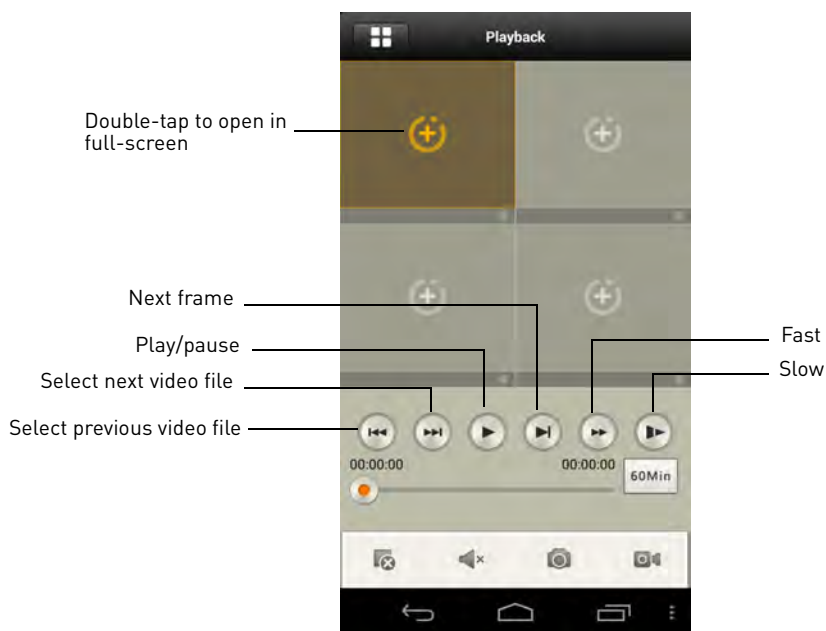 Playback
Double-tap to open in
full-screen
Next frame
Play/pause
Select next video file
Select previous video file
Fast
Slow
00:00:00
00:00:00
60Min